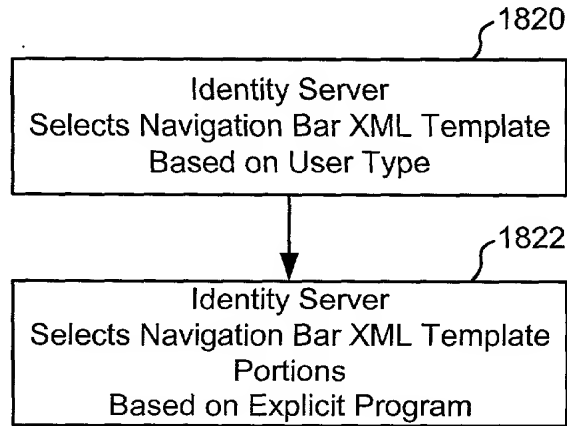 1820
Identity Server
Selects Navigation Bar XML Template
Based on User Type
1822
Identity Server
Selects Navigation Bar XML Template
Portions
Based on Explicit Program